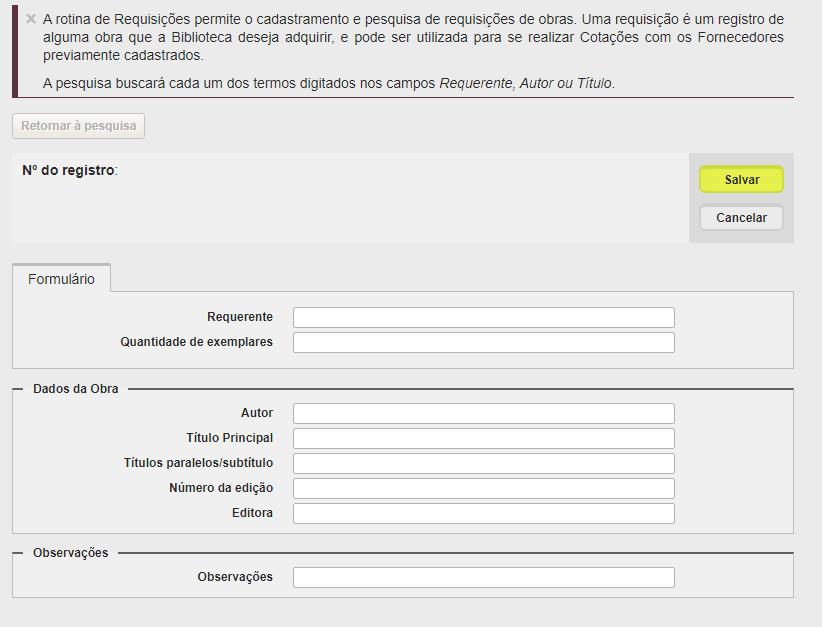 A rotina de Requisições permite o cadastramento e pesquisa de requisições de obras. Uma requisição é um registro de
alguma obra que a Biblioteca deseja adquirir, e pode ser utilizada para se realizar Cotações com os Fornecedores
previamente cadastrados.
A pesquisa buscará cada um dos termos digitados nos campos Requerente, Autor ou Título.
Retornar à pesquisa
Nº do registro:
Salvar
Cancelar
Formulário
Requerente
Quantidade de exemplares
Dados da Obra
Autor
Título Principal
Títulos paralelos/subtítulo
Número da edição
Editora
Observações
Observações